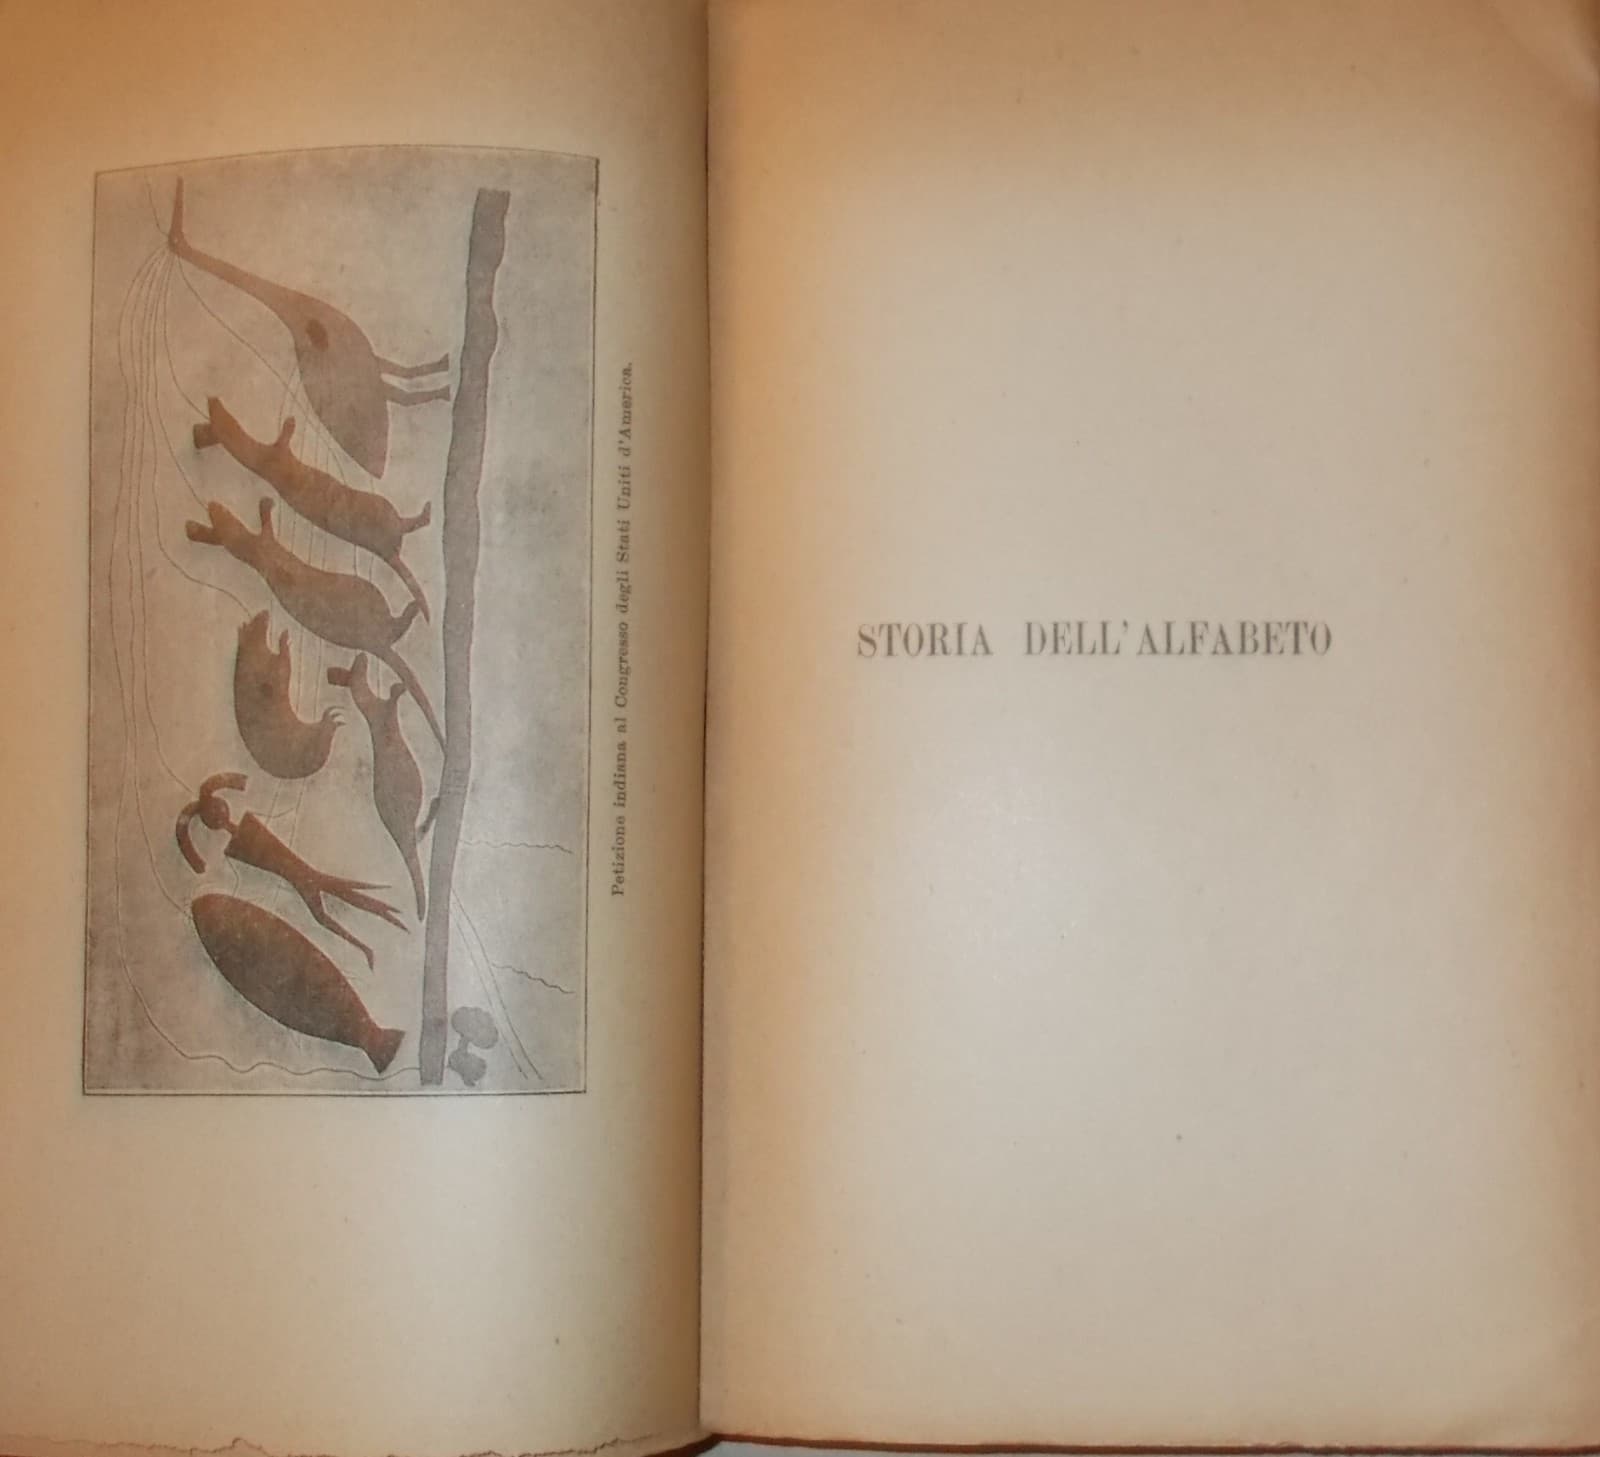 Petizione indiana al Congresso degli Stati Uniti d'America.
STORIA DELL'ALFABETO